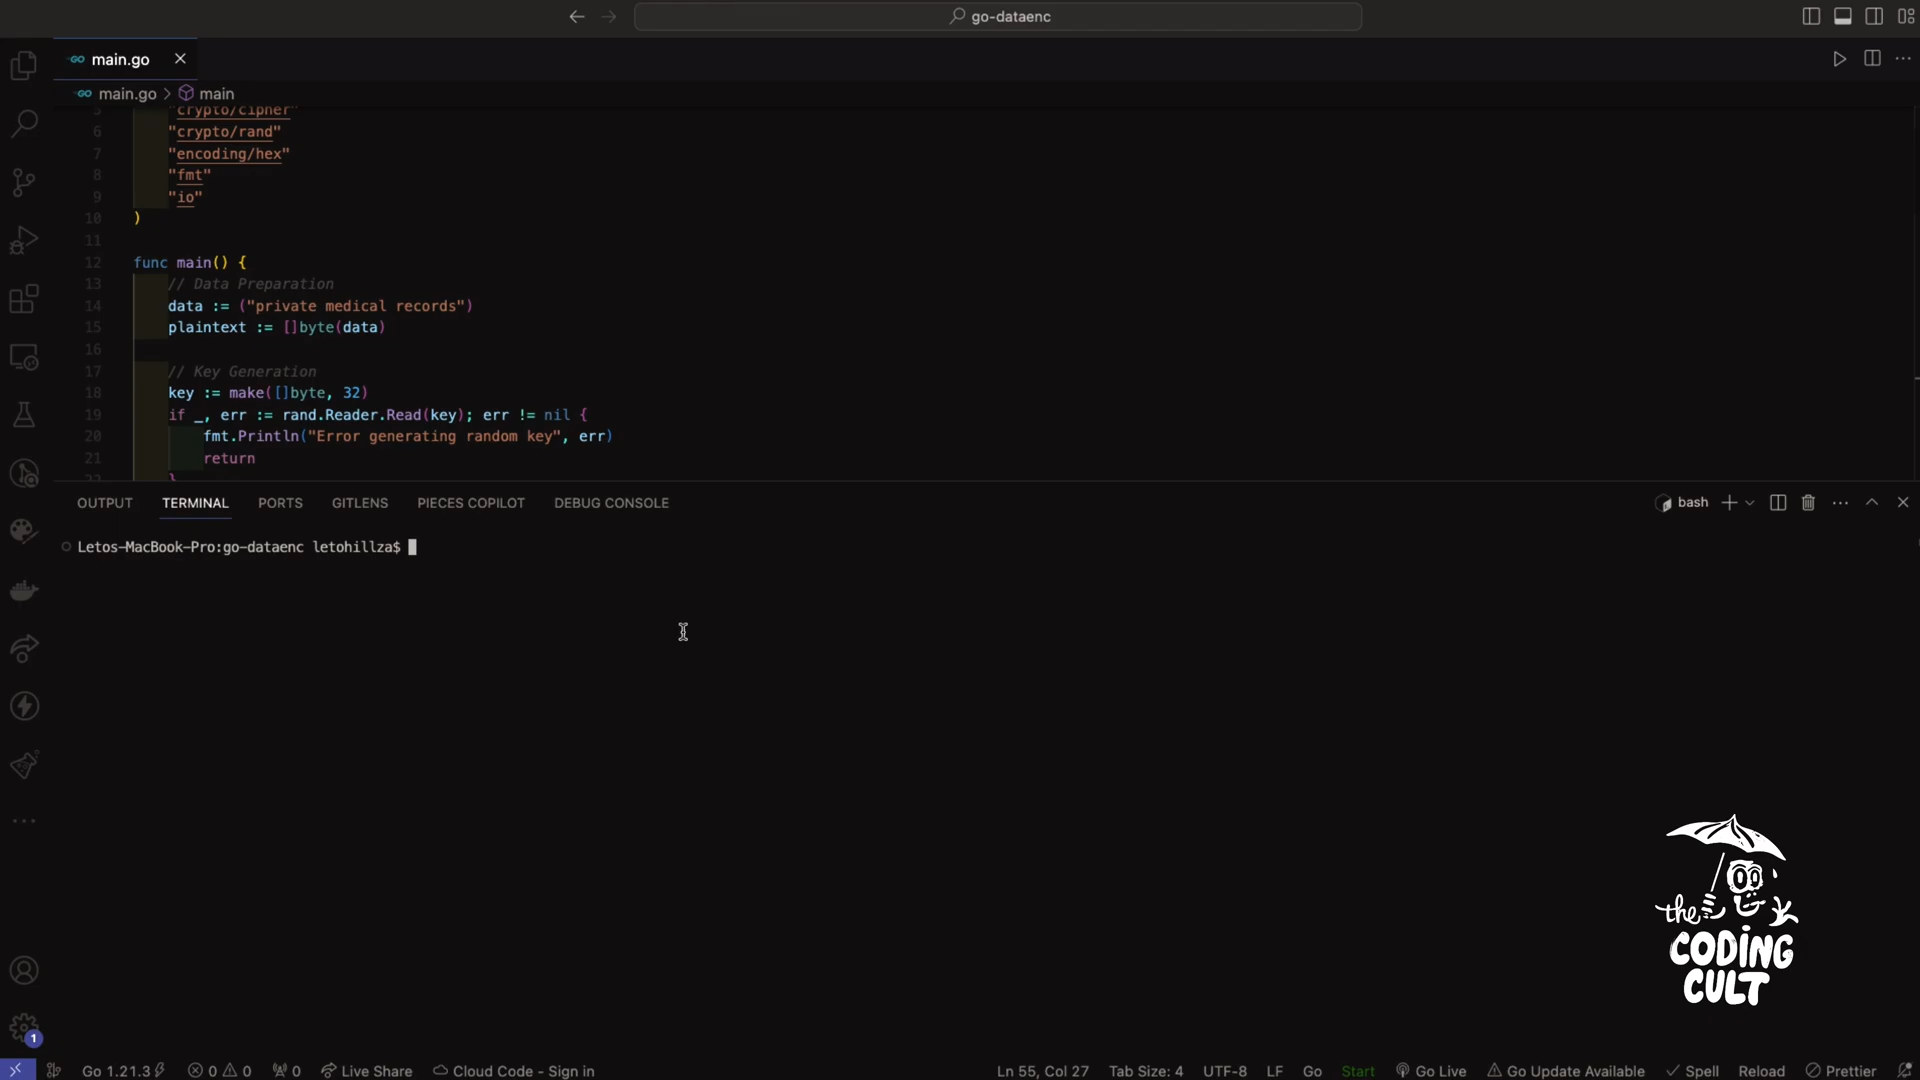 go-dataenc
main.go
main.go > main
5 "crypto/cipher"
6 "crypto/rand"
7 "encoding/hex"
8 "fmt"
9 "io"
10 )
11
12 func main() {
13 // Data Preparation
14 data := ("private medical records")
15 plaintext := []byte(data)
16
17 // Key Generation
18 key := make([]byte, 32)
19 if _, err := rand.Reader.Read(key); err != nil {
20 fmt.Println("Error generating random key", err)
21 return
22 }
OUTPUT TERMINAL PORTS GITLENS PIECES COPILOT DEBUG CONSOLE bash
Letos-MacBook-Pro:go-dataenc letohillza$
the
CODING
CULT
1
Go 1.21.3 0 0 0 Live Share Cloud Code - Sign in Ln 55, Col 27 Tab Size: 4 UTF-8 LF Go Start Go Live Go Update Available Spell Reload Prettier